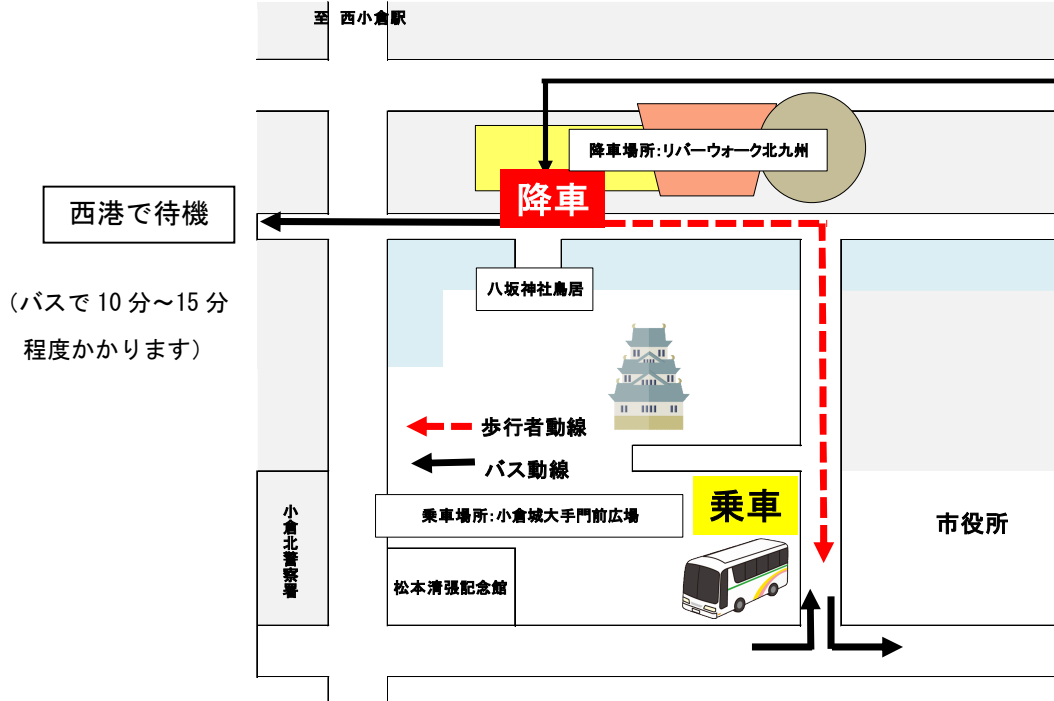 至 西小倉駅
降車場所:リバーウォーク北九州
降車
西港で待機
(バスで 10 分～15 分
程度かかります)
八坂神社鳥居
歩行者動線
バス動線
乗車
乗車場所:小倉城大手門前広場
市役所
小倉北警察署
松本清張記念館